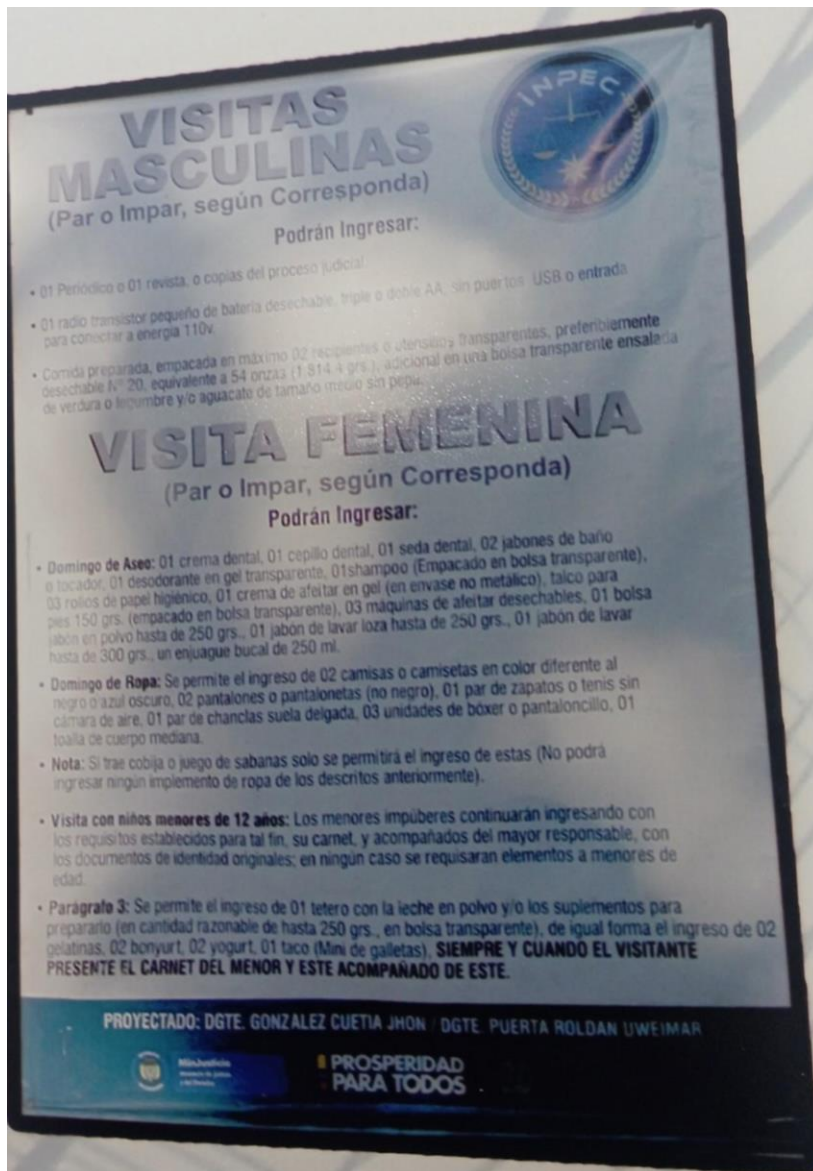 INPEC
VISITAS
MASCULINAS
(Par o Impar, según Corresponda)
Podrán Ingresar:
• 01 Periódico o 01 revista, o copias del proceso judicial.
• 01 radio transistor pequeño de batería desechable, triple o doble AA, sin puertos USB o entrada
para conectar a energía 110v.
• Comida preparada, empacada en máximo 02 recipientes o utensilios transparentes, preferiblemente
desechable N° 20, equivalente a 54 onzas (1.814.4 grs.), adicional en una bolsa transparente ensalada
de verdura o legumbre y/o aguacate de tamaño medio sin pepa.
VISITA FEMENINA
(Par o Impar, según Corresponda)
Podrán Ingresar:
• Domingo de Aseo: 01 crema dental, 01 cepillo dental, 01 seda dental, 02 jabones de baño
o tocador, 01 desodorante en gel transparente, 01shampoo (Empacado en bolsa transparente),
03 rollos de papel higiénico, 01 crema de afeitar en gel (en envase no metálico), talco para
pies 150 grs. (empacado en bolsa transparente), 03 máquinas de afeitar desechables, 01 bolsa
jabón en polvo hasta de 250 grs., 01 jabón de lavar loza hasta de 250 grs., 01 jabón de lavar
hasta de 300 grs., un enjuague bucal de 250 ml.
• Domingo de Ropa: Se permite el ingreso de 02 camisas o camisetas en color diferente al
negro o azul oscuro, 02 pantalones o pantalonetas (no negro), 01 par de zapatos o tenis sin
cámara de aire, 01 par de chanclas suela delgada, 03 unidades de bóxer o pantaloncillo, 01
toalla de cuerpo mediana.
• Nota: Si trae cobija o juego de sabanas solo se permitirá el ingreso de estas (No podrá
ingresar ningún implemento de ropa de los descritos anteriormente).
• Visita con niños menores de 12 años: Los menores impúberes continuarán ingresando con
los requisitos establecidos para tal fin, su carnet, y acompañados del mayor responsable, con
los documentos de identidad originales; en ningún caso se requisaran elementos a menores de
edad.
• Parágrafo 3: Se permite el ingreso de 01 tetero con la leche en polvo y/o los suplementos para
prepararlo (en cantidad razonable de hasta 250 grs., en bolsa transparente), de igual forma el ingreso de 02
gelatinas, 02 bonyurt, 02 yogurt, 01 taco (Mini de galletas), SIEMPRE Y CUANDO EL VISITANTE
PRESENTE EL CARNET DEL MENOR Y ESTE ACOMPAÑADO DE ESTE.
PROYECTADO: DGTE. GONZALEZ CUETIA JHON / DGTE. PUERTA ROLDAN UWEIMAR
MinJusticia
PROSPERIDAD
PARA TODOS